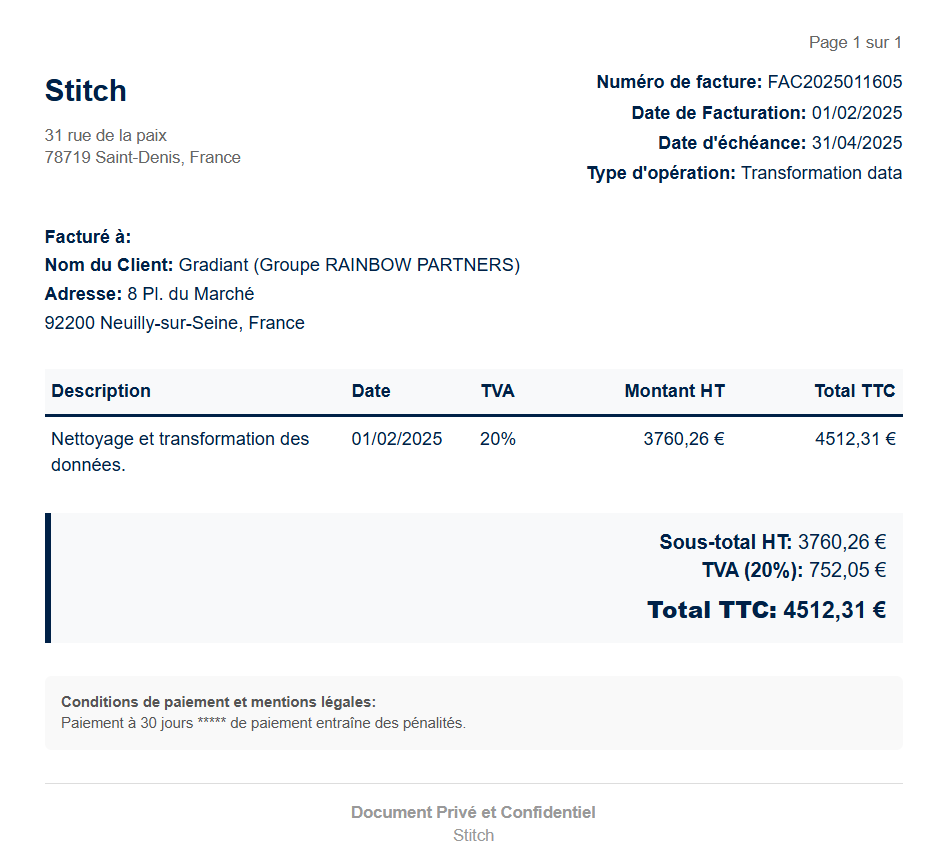 Page 1 sur 1
Stitch
31 rue de la paix
78719 Saint-Denis, France
Numéro de facture: FAC2025011605
Date de Facturation: 01/02/2025
Date d'échéance: 31/04/2025
Type d'opération: Transformation data
Facturé à:
Nom du Client: Gradiant (Groupe RAINBOW PARTNERS)
Adresse: 8 Pl. du Marché
92200 Neuilly-sur-Seine, France
Description Date TVA Montant HT Total TTC
Nettoyage et transformation des 01/02/2025 20% 3760,26 € 4512,31 €
données.
Sous-total HT: 3760,26 €
TVA (20%): 752,05 €
Total TTC: 4512,31 €
Conditions de paiement et mentions légales:
Paiement à 30 jours ***** de paiement entraîne des pénalités.
Document Privé et Confidentiel
Stitch